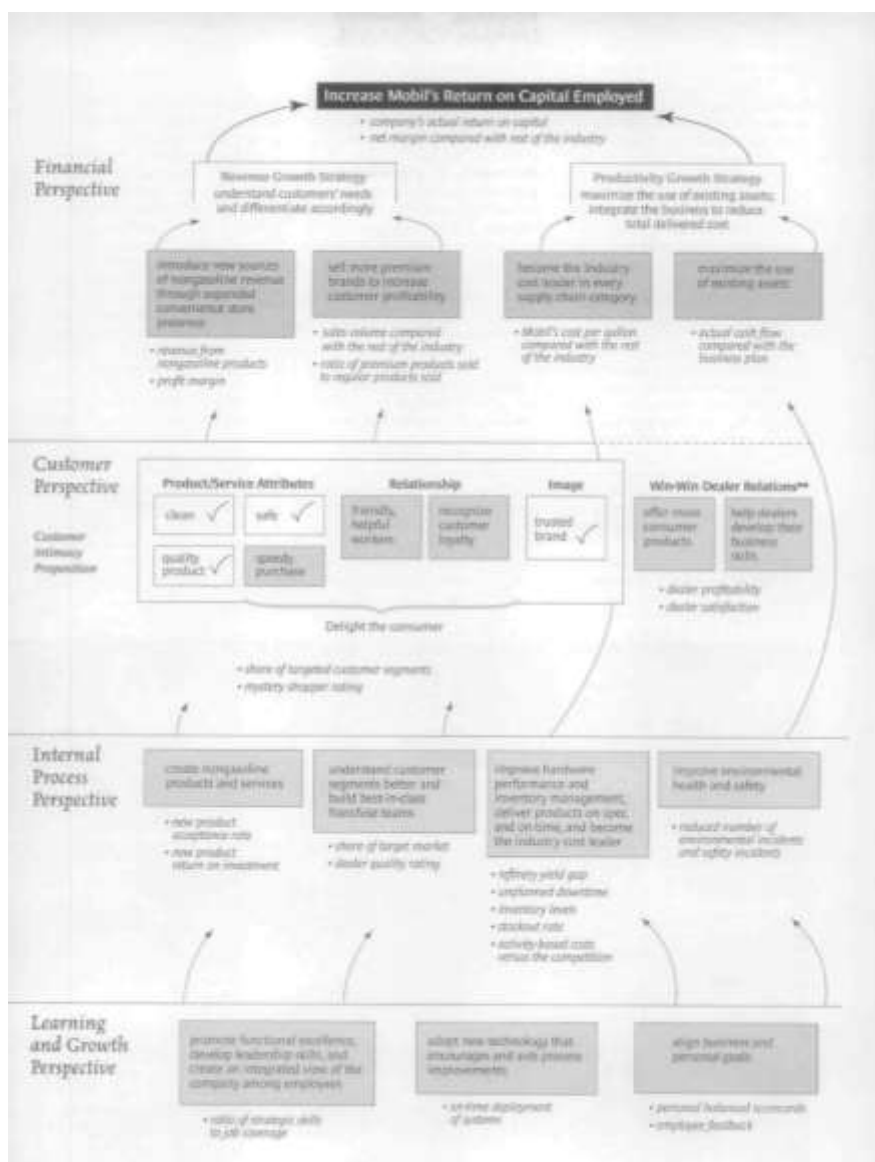 Increase Mobil's Return on Capital Employed
• company's actual return on capital
• net margin compared with rest of the industry
Financial
Perspective
Revenue Growth Strategy
understand customers' needs
and differentiate accordingly
Productivity Growth Strategy
maximize the use of existing assets;
integrate the business to reduce
total delivered cost
introduce new sources
of nongasoline revenue
through expanded
convenience store
presence
• revenue from
nongasoline products
• profit margin
sell more premium
brands to increase
customer profitability
• sales volume compared
with the rest of the industry
• ratio of premium products sold
to regular products sold
become the industry
cost leader in every
supply chain category
• Mobil's cost per gallon
compared with the rest
of the industry
maximize the use
of existing assets
• actual cash flow
compared with the
business plan
Customer
Perspective
Customer
Intimacy
Proposition
Product/Service Attributes
clean ✓
safe ✓
quality
product ✓
speedy
purchase
Relationship
friendly,
helpful
workers
recognize
customer
loyalty
Image
trusted
brand ✓
Delight the consumer
• share of targeted customer segments
• mystery shopper rating
Win-Win Dealer Relations**
offer more
consumer
products
help dealers
develop their
business
skills
• dealer profitability
• dealer satisfaction
Internal
Process
Perspective
create nongasoline
products and services
• new product
acceptance rate
• new product
return on investment
understand customer
segments better and
build best-in-class
franchise teams
• share of target market
• dealer quality rating
improve hardware
performance and
inventory management,
deliver products on spec
and on time, and become
the industry cost leader
• refinery yield gap
• unplanned downtime
• inventory levels
• stockout rate
• activity-based costs
versus the competition
improve environmental
health and safety
• reduced number of
environmental incidents
and safety incidents
Learning
and Growth
Perspective
promote functional excellence,
develop leadership skills, and
create an integrated view of the
company among employees
• ratio of strategic skills
to job coverage
adopt new technology that
encourages and aids process
improvements
• on-time deployment
of systems
align business and
personal goals
• personal balanced scorecards
• employee feedback